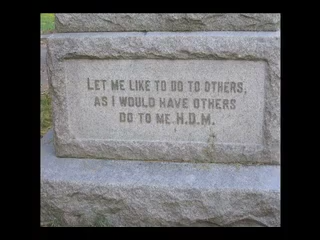 LET ME LIKE TO DO TO OTHERS,
AS I WOULD HAVE OTHERS
DO TO ME. H.D.M.